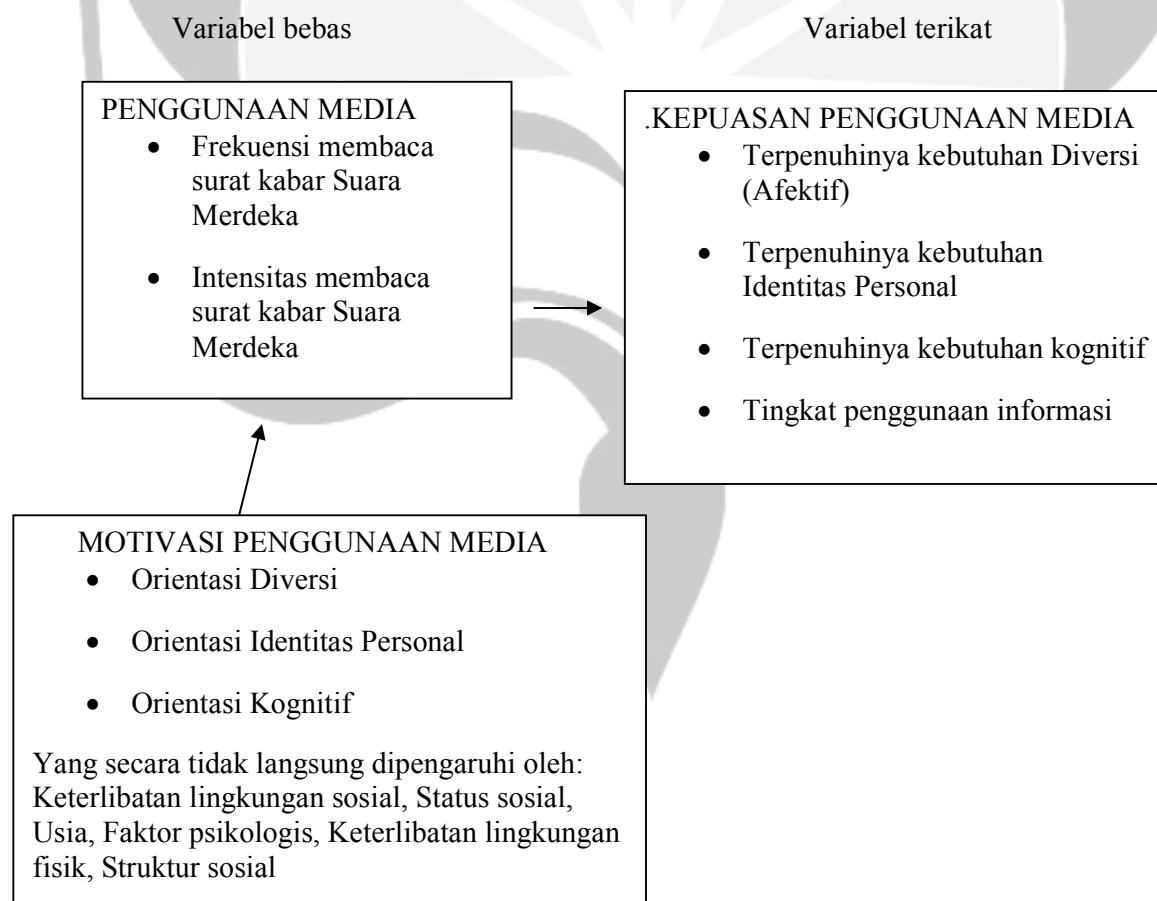 Variabel bebas
Variabel terikat
PENGGUNAAN MEDIA
• Frekuensi membaca
surat kabar Suara
Merdeka
• Intensitas membaca
surat kabar Suara
Merdeka
.KEPUASAN PENGGUNAAN MEDIA
• Terpenuhinya kebutuhan Diversi
(Afektif)
• Terpenuhinya kebutuhan
Identitas Personal
• Terpenuhinya kebutuhan kognitif
• Tingkat penggunaan informasi
MOTIVASI PENGGUNAAN MEDIA
• Orientasi Diversi
• Orientasi Identitas Personal
• Orientasi Kognitif
Yang secara tidak langsung dipengaruhi oleh:
Keterlibatan lingkungan sosial, Status sosial,
Usia, Faktor psikologis, Keterlibatan lingkungan
fisik, Struktur sosial